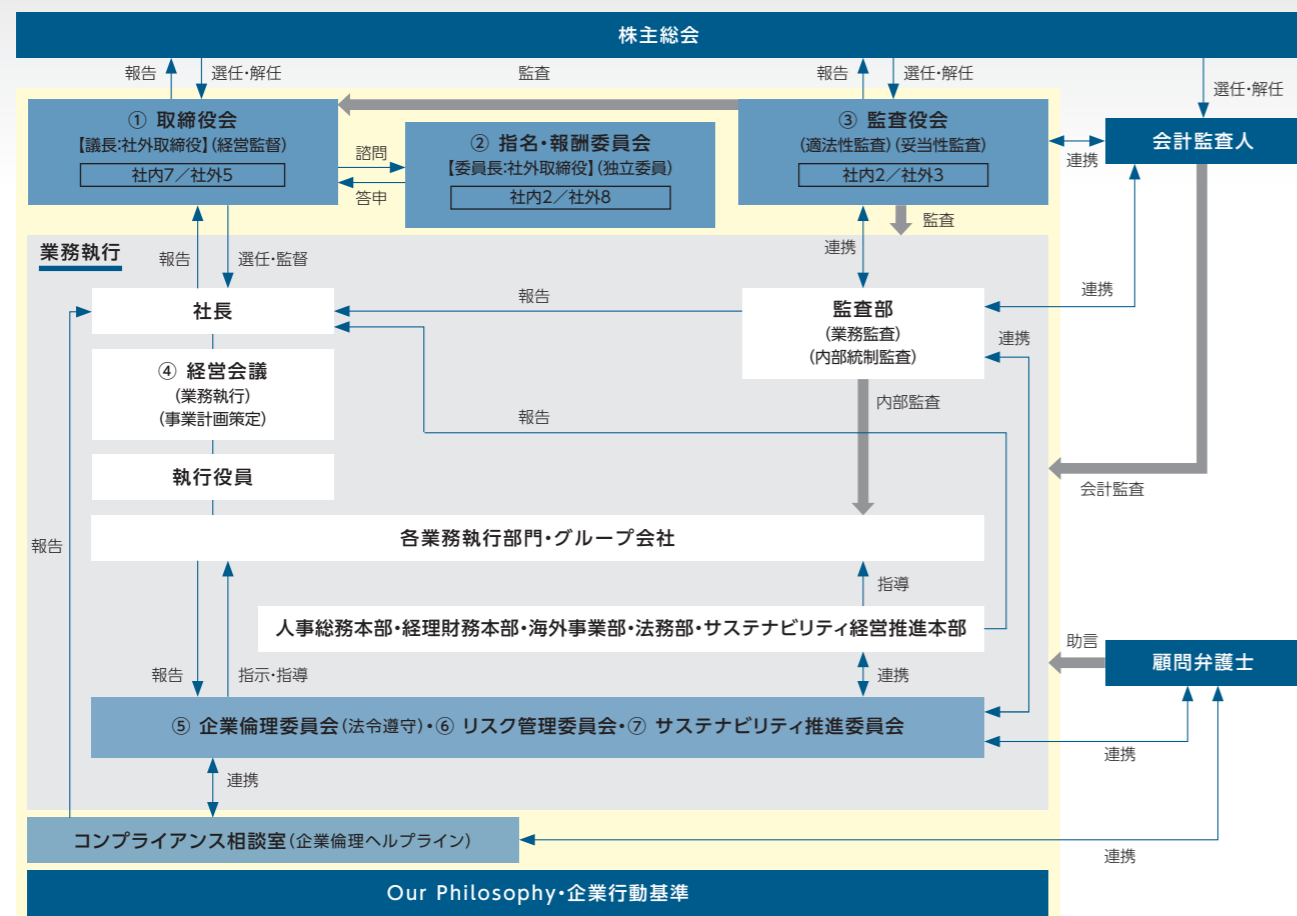 株主総会
報告
選任・解任
監査
報告
選任・解任
選任・解任
① 取締役会
【議長:社外取締役】(経営監督)
社内7／社外5
諮問
答申
② 指名・報酬委員会
【委員長:社外取締役】(独立委員)
社内2／社外8
③ 監査役会
(適法性監査)(妥当性監査)
社内2／社外3
連携
会計監査人
監査
業務執行
報告
選任・監督
連携
社長
報告
監査部
(業務監査)
(内部統制監査)
連携
連携
④ 経営会議
(業務執行)
(事業計画策定)
報告
内部監査
執行役員
会計監査
各業務執行部門・グループ会社
報告
指導
人事総務本部・経理財務本部・海外事業部・法務部・サステナビリティ経営推進本部
助言
顧問弁護士
報告
指示・指導
連携
⑤ 企業倫理委員会(法令遵守)・⑥ リスク管理委員会・⑦ サステナビリティ推進委員会
連携
連携
コンプライアンス相談室(企業倫理ヘルプライン)
連携
Our Philosophy・企業行動基準